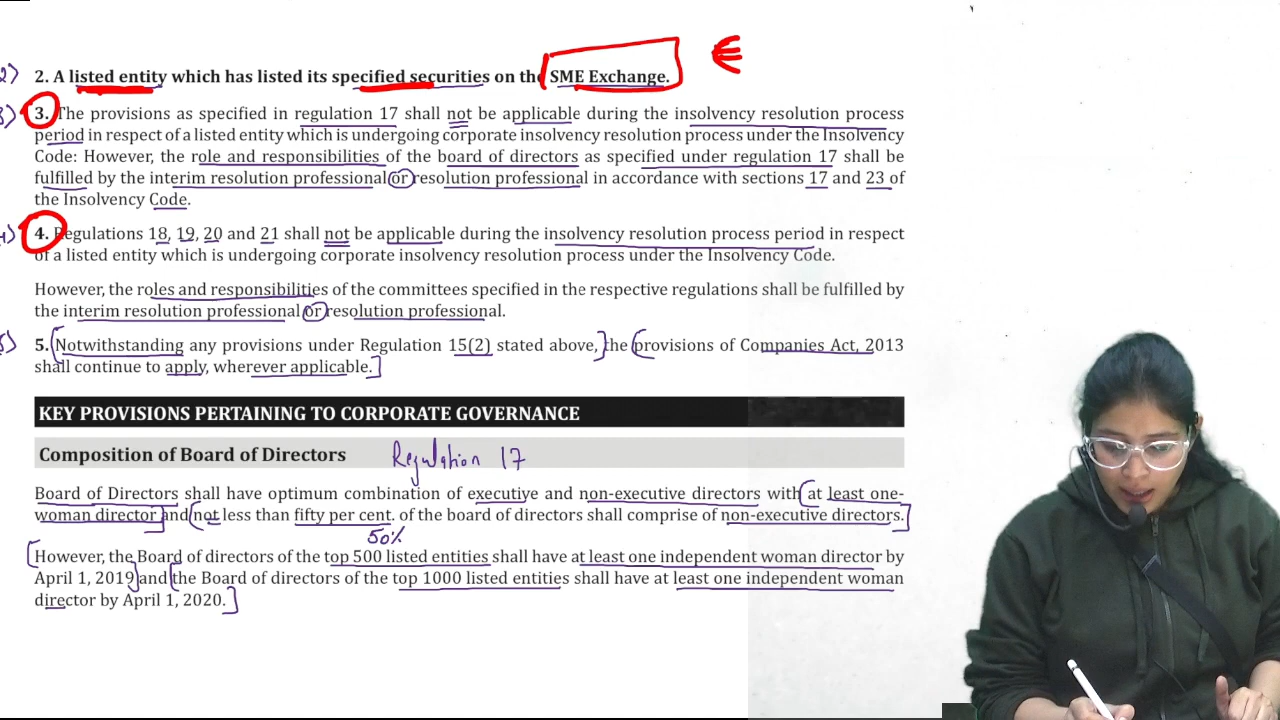 2) 2. A listed entity which has listed its specified securities on the SME Exchange.
3. The provisions as specified in regulation 17 shall not be applicable during the insolvency resolution process
period in respect of a listed entity which is undergoing corporate insolvency resolution process under the Insolvency
Code: However, the role and responsibilities of the board of directors as specified under regulation 17 shall be
fulfilled by the interim resolution professional or resolution professional in accordance with sections 17 and 23 of
the Insolvency Code.
4. Regulations 18, 19, 20 and 21 shall not be applicable during the insolvency resolution process period in respect
of a listed entity which is undergoing corporate insolvency resolution process under the Insolvency Code.
However, the roles and responsibilities of the committees specified in the respective regulations shall be fulfilled by
the interim resolution professional or resolution professional.
5. Notwithstanding any provisions under Regulation 15(2) stated above, the provisions of Companies Act, 2013
shall continue to apply, wherever applicable.
KEY PROVISIONS PERTAINING TO CORPORATE GOVERNANCE
Composition of Board of Directors Regulation 17
Board of Directors shall have optimum combination of executive and non-executive directors with at least one-
woman director and not less than fifty per cent. of the board of directors shall comprise of non-executive directors.
50%
However, the Board of directors of the top 500 listed entities shall have at least one independent woman director by
April 1, 2019 and the Board of directors of the top 1000 listed entities shall have at least one independent woman
director by April 1, 2020.